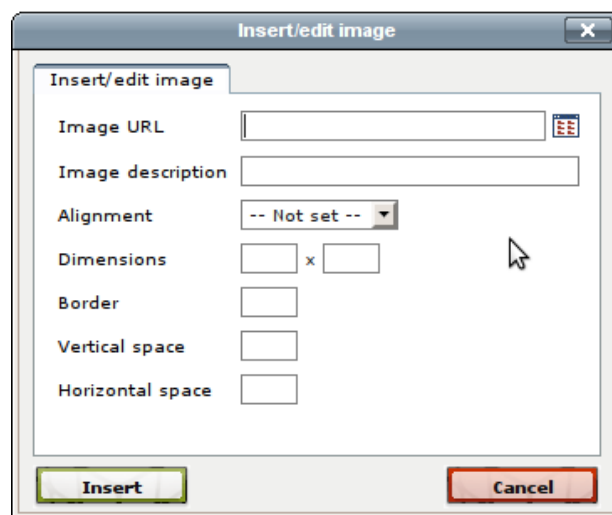 Insert/edit image
Insert/edit image
Image URL
Image description
Alignment -- Not set --
Dimensions x
Border
Vertical space
Horizontal space
Insert Cancel